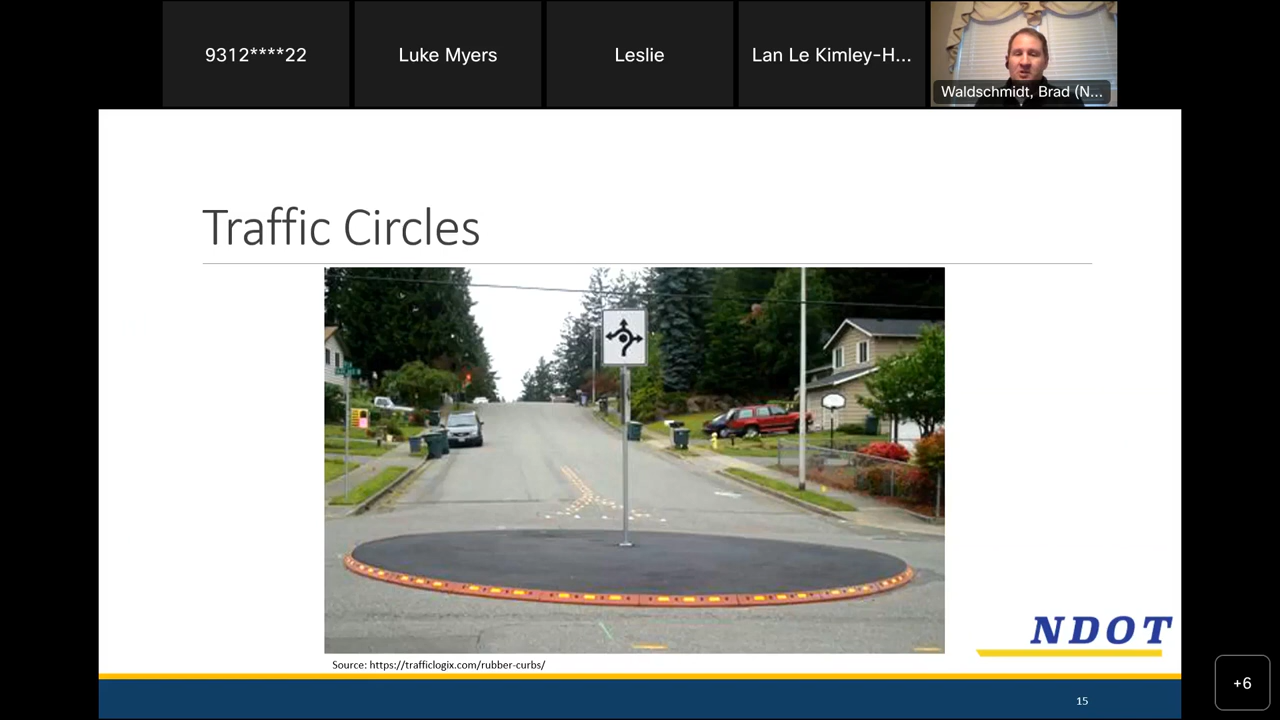 9312****22
Luke Myers
Leslie
Lan Le Kimley-H...
Waldschmidt, Brad (N...
Traffic Circles
NDOT
Source: https://trafficlogix.com/rubber-curbs/
15
+6